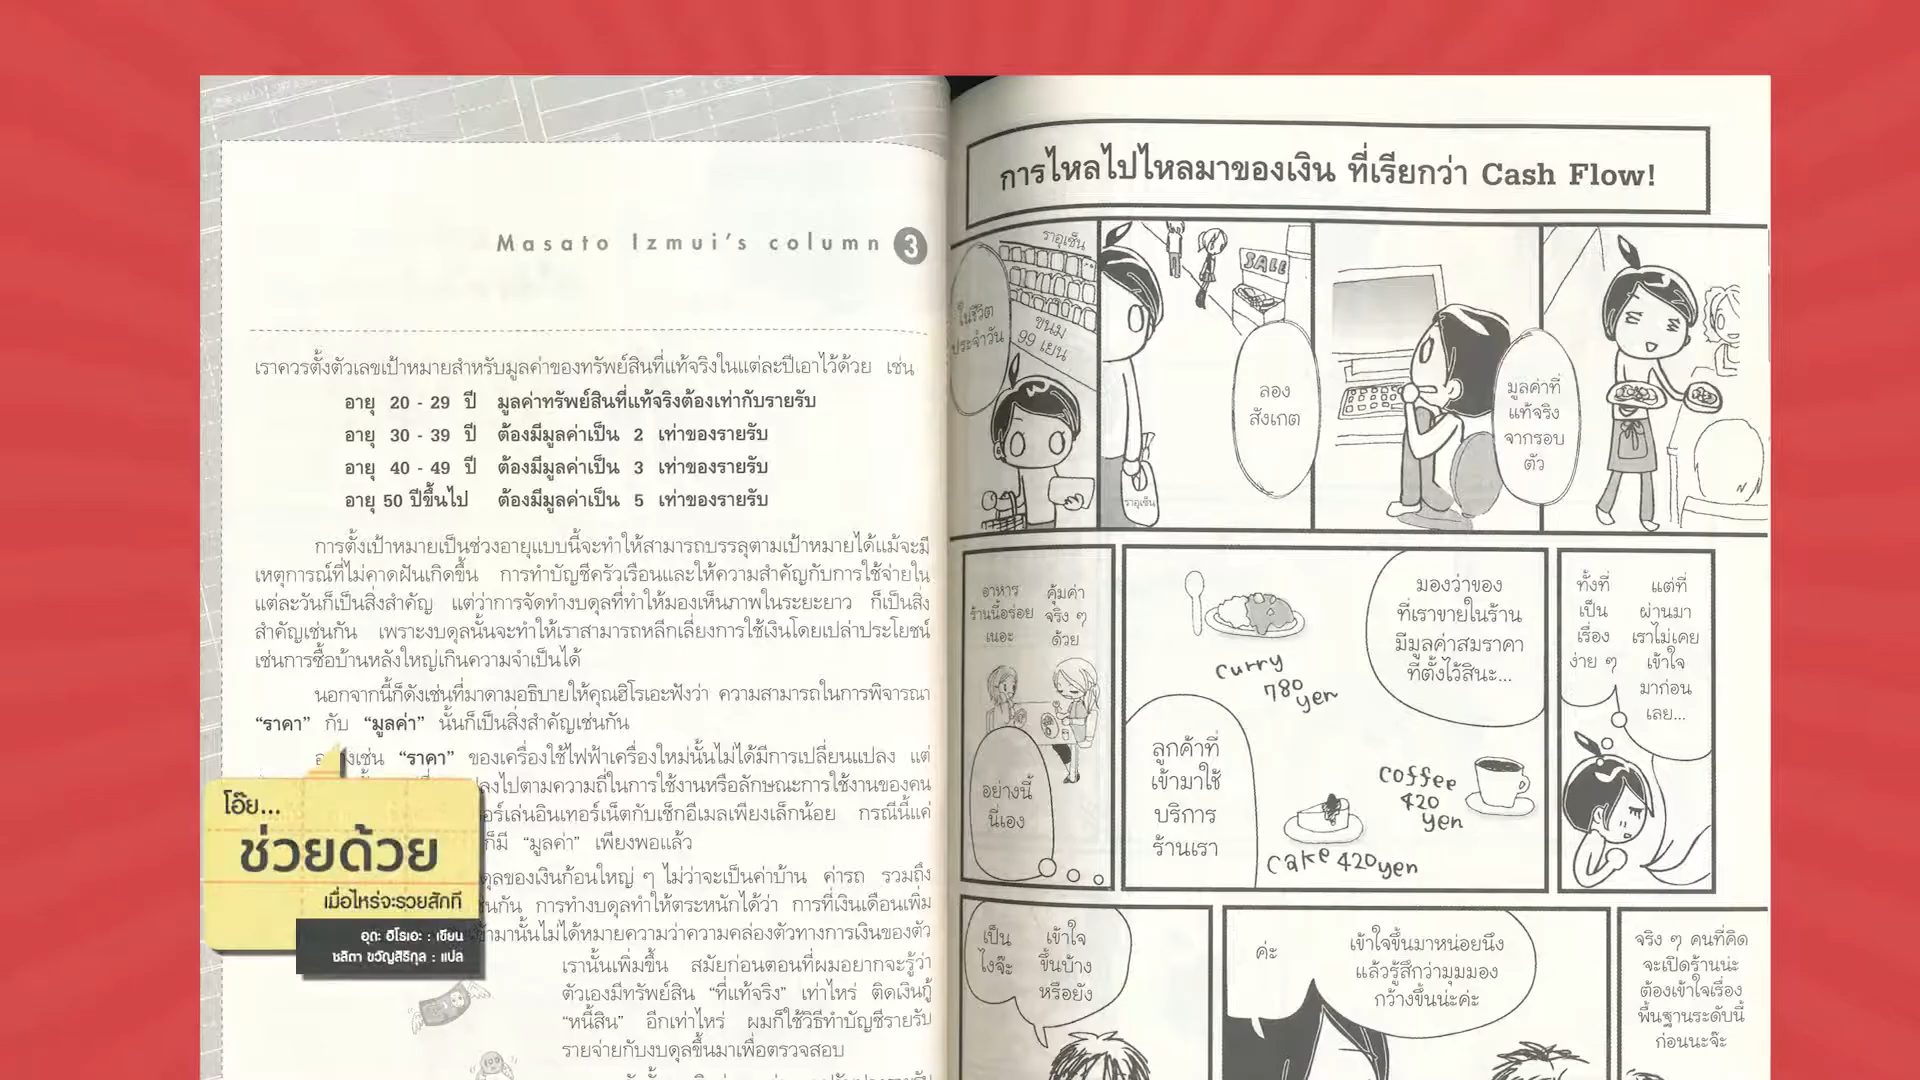 Masato Izmui's column 3
เราควรตั้งตัวเลขเป้าหมายสำหรับมูลค่าของทรัพย์สินที่แท้จริงในแต่ละปีเอาไว้ด้วย เช่น
อายุ 20 - 29 ปี มูลค่าทรัพย์สินที่แท้จริงต้องเท่ากับรายรับ
อายุ 30 - 39 ปี ต้องมีมูลค่าเป็น 2 เท่าของรายรับ
อายุ 40 - 49 ปี ต้องมีมูลค่าเป็น 3 เท่าของรายรับ
อายุ 50 ปีขึ้นไป ต้องมีมูลค่าเป็น 5 เท่าของรายรับ
การตั้งเป้าหมายเป็นช่วงอายุแบบนี้จะทำให้สามารถบรรลุตามเป้าหมายได้แม้จะมี
เหตุการณ์ที่ไม่คาดฝันเกิดขึ้น การทำบัญชีครัวเรือนและให้ความสำคัญกับการใช้จ่ายใน
แต่ละวันก็เป็นสิ่งสำคัญ แต่ว่าการจัดทำงบดุลที่ทำให้มองเห็นภาพในระยะยาว ก็เป็นสิ่ง
สำคัญเช่นกัน เพราะงบดุลนั้นจะทำให้เราสามารถหลีกเลี่ยงการใช้เงินโดยเปล่าประโยชน์
เช่นการซื้อบ้านหลังใหญ่เกินความจำเป็นได้
นอกจากนี้ก็ดังเช่นที่มาดามอธิบายให้คุณฮิโรเอะฟังว่า ความสามารถในการพิจารณา
“ราคา” กับ “มูลค่า” นั้นก็เป็นสิ่งสำคัญเช่นกัน
“ราคา” ของเครื่องใช้ไฟฟ้าเครื่องใหม่นั้นไม่ได้มีการเปลี่ยนแปลง แต่
ลงไปตามความถี่ในการใช้งานหรือลักษณะการใช้งานของคน
อร์เล่นอินเทอร์เน็ตกับเช็กอีเมลเพียงเล็กน้อย กรณีนี้แค่
ก็มี “มูลค่า” เพียงพอแล้ว
ดุลของเงินก้อนใหญ่ ๆ ไม่ว่าจะเป็นค่าบ้าน ค่ารถ รวมถึง
ช่นกัน การทำงบดุลทำให้ตระหนักได้ว่า การที่เงินเดือนเพิ่ม
ข้ามานั้นไม่ได้หมายความว่าความคล่องตัวทางการเงินของตัว
เรานั้นเพิ่มขึ้น สมัยก่อนตอนที่ผมอยากจะรู้ว่า
ตัวเองมีทรัพย์สิน “ที่แท้จริง” เท่าไหร่ ติดเงินกู้
“หนี้สิน” อีกเท่าไหร่ ผมก็ใช้วิธีทำบัญชีรายรับ
รายจ่ายกับงบดุลขึ้นมาเพื่อตรวจสอบ
โอ๊ย...
ช่วยด้วย
เมื่อไหร่จะรวยสักที
อุดะ ฮิโรเอะ : เขียน
ชลิตา ขวัญสิริกุล : แปล
การไหลไปไหลมาของเงิน ที่เรียกว่า Cash Flow!
มูลค่าที่
แท้จริง
จากรอบ
ตัว
ลอง
สังเกต
SALE
ราอุเซ็น
ราอุเซ็น
ขนม
99 เยน
ในชีวิต
ประจำวัน
แต่ที่
ผ่านมา
เราไม่เคย
เข้าใจ
มาก่อน
เลย...
ทั้งที่
เป็น
เรื่อง
ง่าย ๆ
มองว่าของ
ที่เราขายในร้าน
มีมูลค่าสมราคา
ที่ตั้งไว้สินะ...
curry
780
yen
coffee
420
yen
cake 420yen
ลูกค้าที่
เข้ามาใช้
บริการ
ร้านเรา
คุ้มค่า
จริง ๆ
ด้วย
อาหาร
ร้านนี้อร่อย
เนอะ
อย่างนี้
นี่เอง
จริง ๆ คนที่คิด
จะเปิดร้านน่ะ
ต้องเข้าใจเรื่อง
พื้นฐานระดับนี้
ก่อนนะจ๊ะ
เข้าใจขึ้นมาหน่อยนึง
แล้วรู้สึกว่ามุมมอง
กว้างขึ้นน่ะค่ะ
ค่ะ
เข้าใจ
ขึ้นบ้าง
หรือยัง
เป็น
ไงจ๊ะ